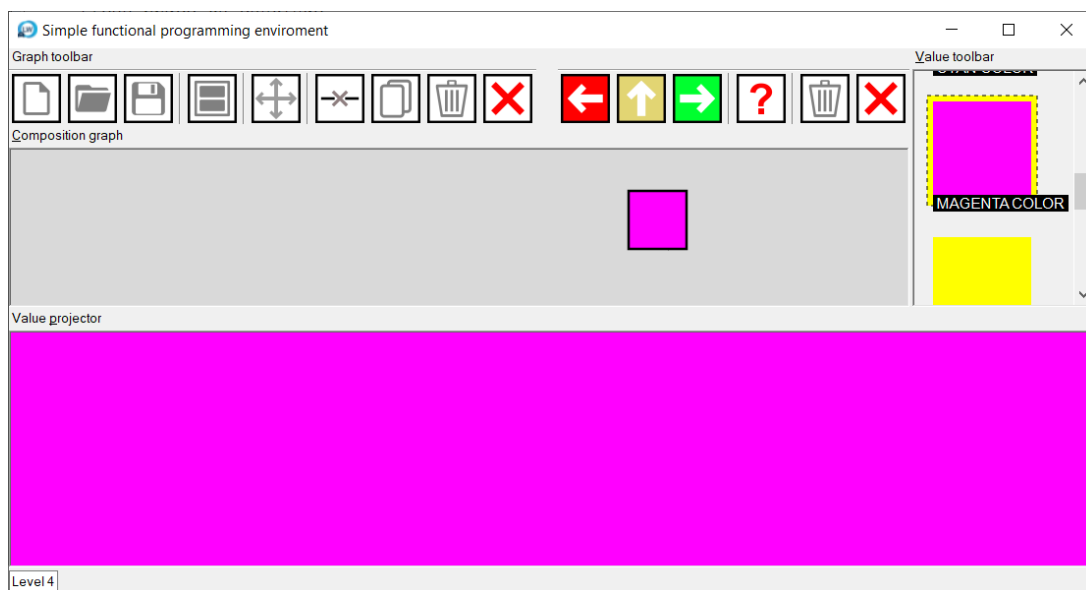 Simple functional programming enviroment
Graph toolbar
Value toolbar
?
Composition graph
MAGENTA COLOR
Value projector
Level 4